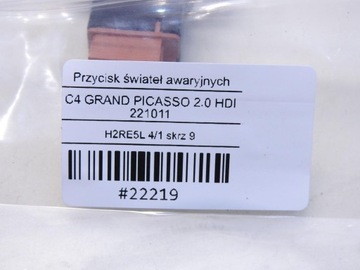 Przycisk świateł awaryjnych
C4 GRAND PICASSO 2.0 HDI
221011
H2RE5L 4/1 skrz 9
#22219